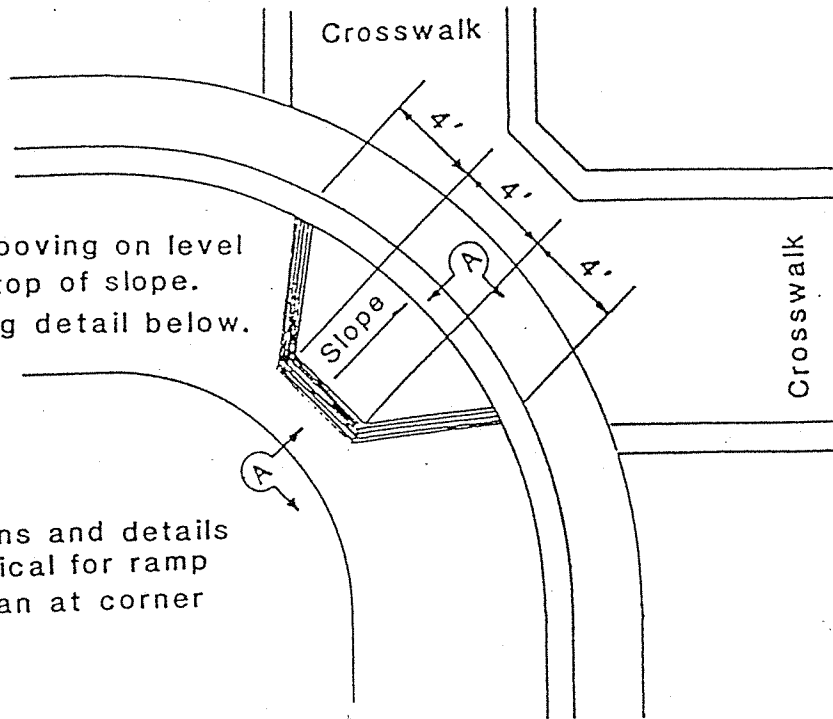 Crosswalk
4'
4'
4'
A
ooving on level
top of slope.
g detail below.
Slope
Crosswalk
A
ns and details
ical for ramp
an at corner